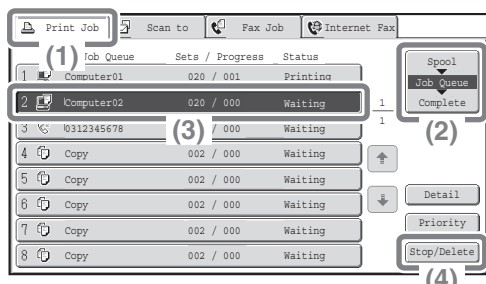 Print Job Scan to Fax Job Internet Fax
(1) Job Queue Sets / Progress Status
1 Computer01 020 / 001 Printing
2 Computer02 020 / 000 Waiting
3 0312345678 (3) / 000 Waiting
4 Copy 002 / 000 Waiting
5 Copy 002 / 000 Waiting
6 Copy 002 / 000 Waiting
7 Copy 002 / 000 Waiting
8 Copy 002 / 000 Waiting
1
1
Spool
Job Queue
Complete
(2)
Detail
Priority
Stop/Delete
(4)